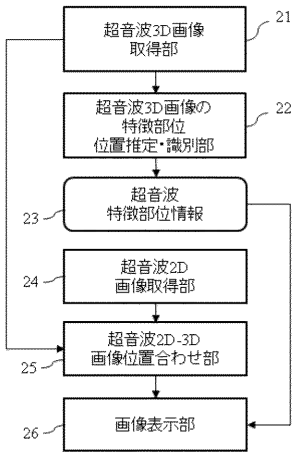 超音波3D画像
取得部
21
超音波3D画像の
特徴部位
位置推定・識別部
22
超音波
特徴部位情報
23
超音波2D
画像取得部
24
超音波2D-3D
画像位置合わせ部
25
画像表示部
26